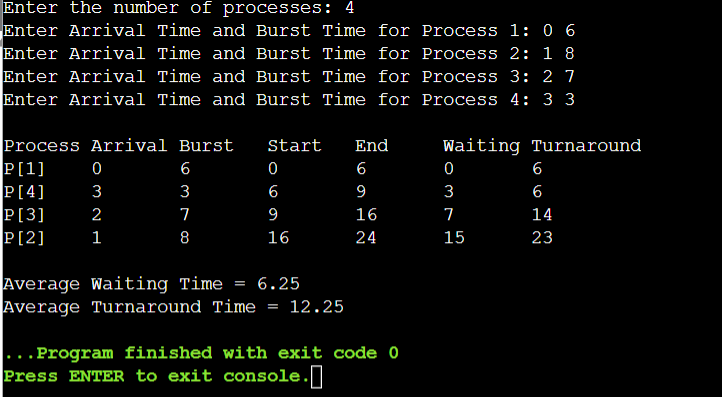 Enter the number of processes: 4
Enter Arrival Time and Burst Time for Process 1: 0 6
Enter Arrival Time and Burst Time for Process 2: 1 8
Enter Arrival Time and Burst Time for Process 3: 2 7
Enter Arrival Time and Burst Time for Process 4: 3 3
Process Arrival Burst Start End Waiting Turnaround
P[1] 0 6 0 6 0 6
P[4] 3 3 6 9 3 6
P[3] 2 7 9 16 7 14
P[2] 1 8 16 24 15 23
Average Waiting Time = 6.25
Average Turnaround Time = 12.25
...Program finished with exit code 0
Press ENTER to exit console.